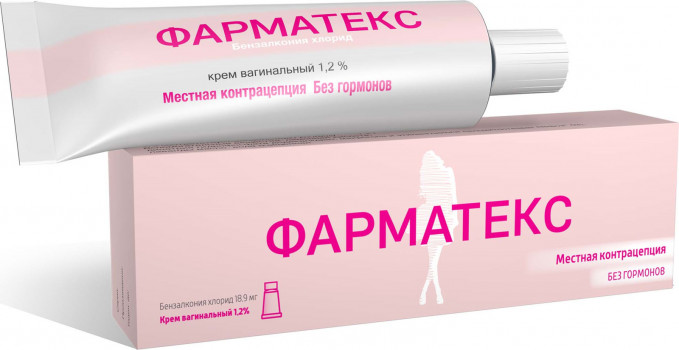 ФАРМАТЕКС
Бензалкония хлорид
крем вагинальный 1,2 %
Местная контрацепция Без гормонов
ФАРМАТЕКС
Местная контрацепция
БЕЗ ГОРМОНОВ
Бензалкония хлорид 18.9 мг
Крем вагинальный 1,2%